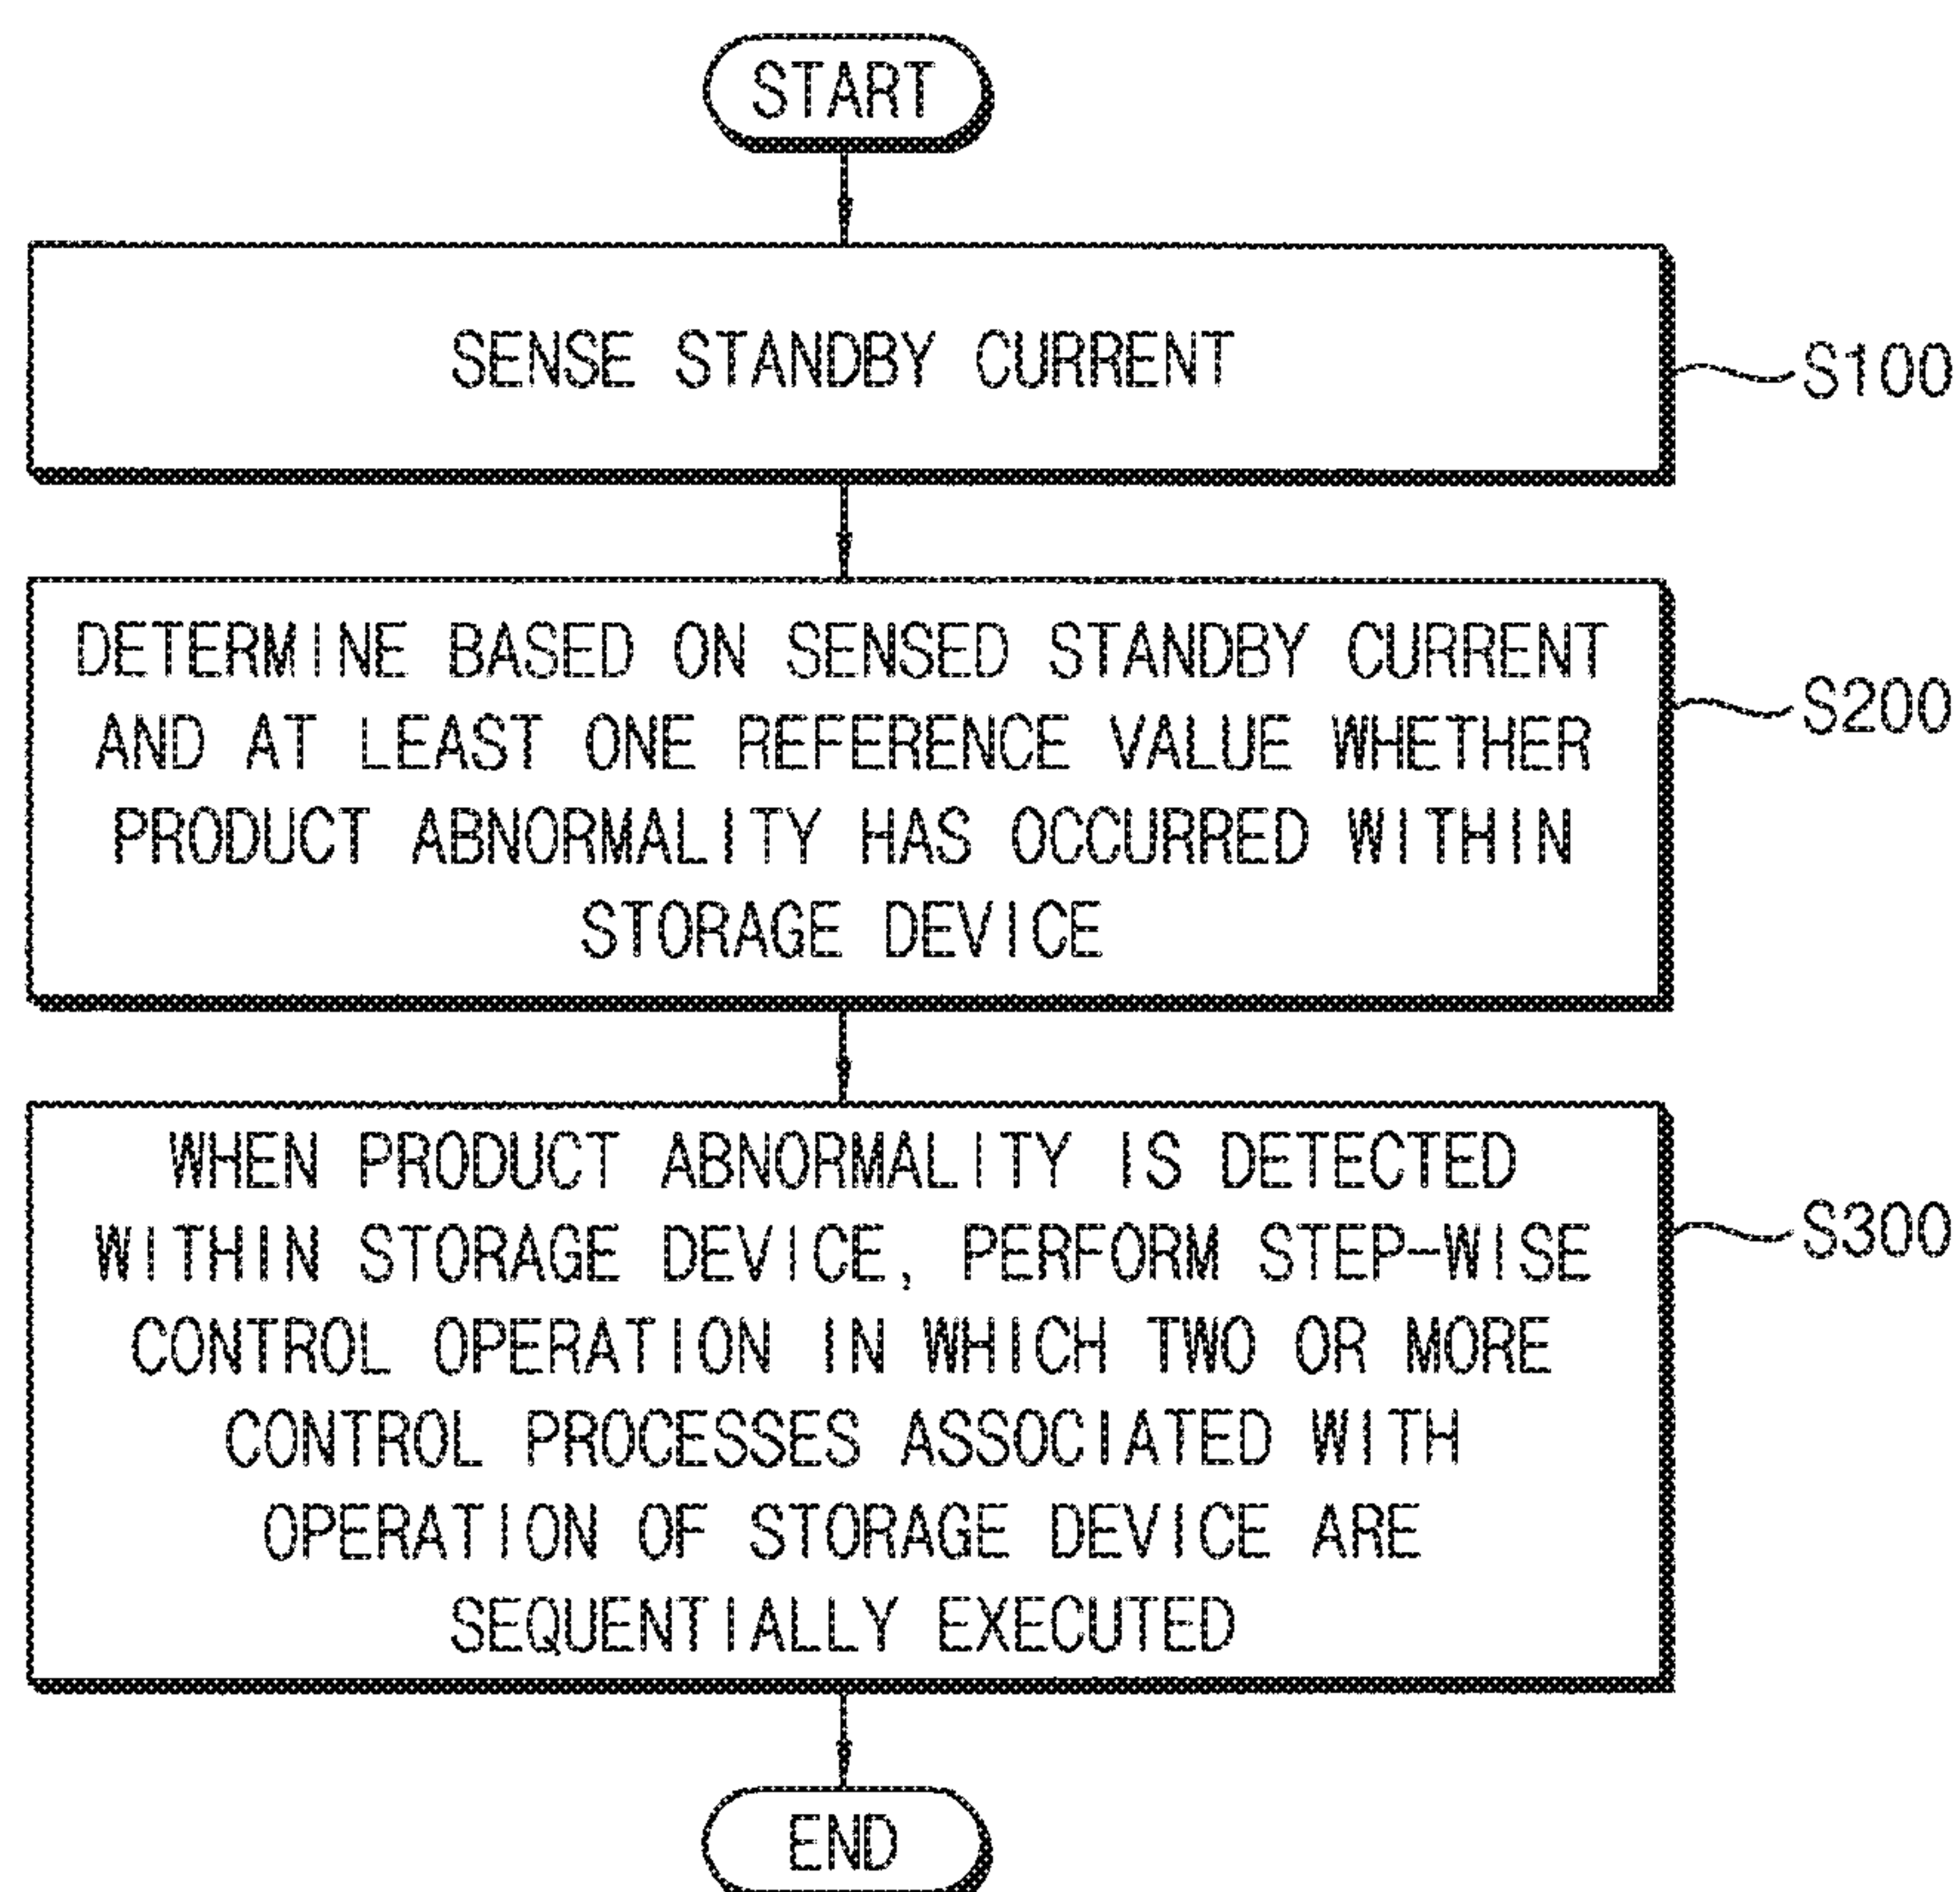 START
SENSE STANDBY CURRENT
S100
DETERMINE BASED ON SENSED STANDBY CURRENT
AND AT LEAST ONE REFERENCE VALUE WHETHER
PRODUCT ABNORMALITY HAS OCCURRED WITHIN
STORAGE DEVICE
S200
WHEN PRODUCT ABNORMALITY IS DETECTED
WITHIN STORAGE DEVICE, PERFORM STEP-WISE
CONTROL OPERATION IN WHICH TWO OR MORE
CONTROL PROCESSES ASSOCIATED WITH
OPERATION OF STORAGE DEVICE ARE
SEQUENTIALLY EXECUTED
S300
END